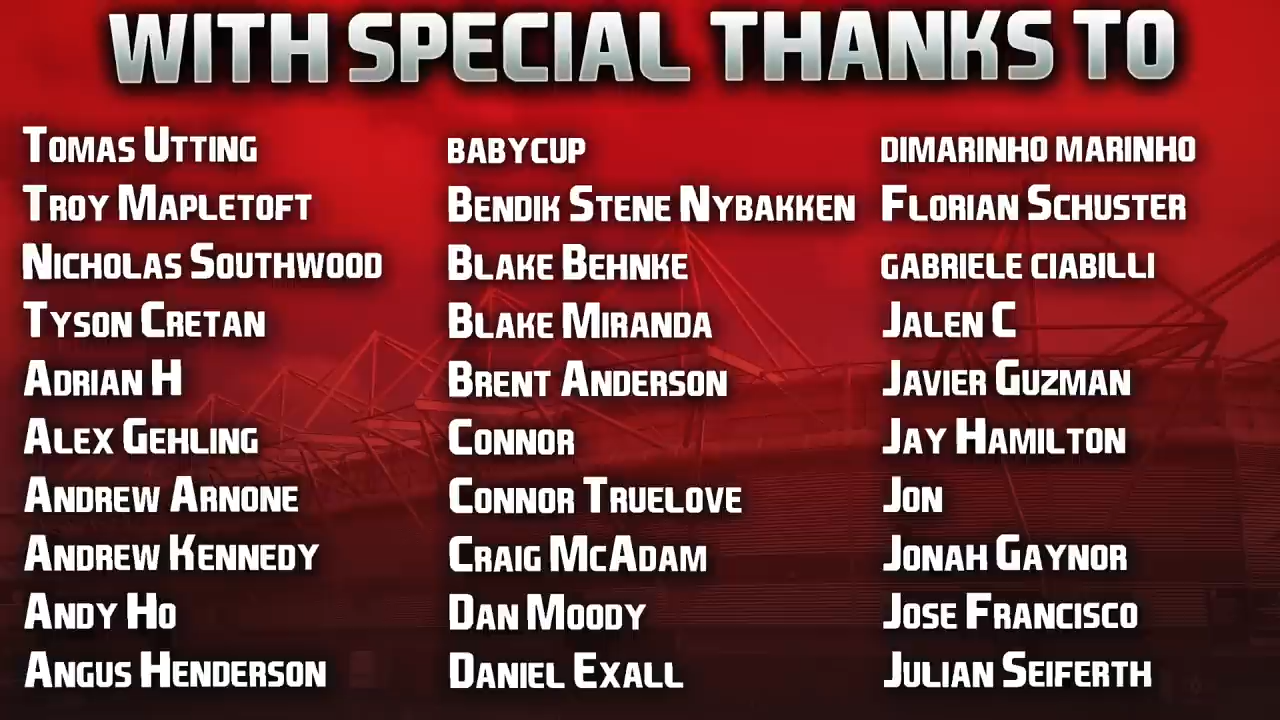 WITH SPECIAL THANKS TO
Tomas Utting
Troy Mapletoft
Nicholas Southwood
Tyson Cretan
Adrian H
Alex Gehling
Andrew Arnone
Andrew Kennedy
Andy Ho
Angus Henderson
babycup
Bendik Stene Nybakken
Blake Behnke
Blake Miranda
Brent Anderson
Connor
Connor Truelove
Craig McAdam
Dan Moody
Daniel Exall
dimarinho marinho
Florian Schuster
gabriele ciabilli
Jalen C
Javier Guzman
Jay Hamilton
Jon
Jonah Gaynor
Jose Francisco
Julian Seiferth